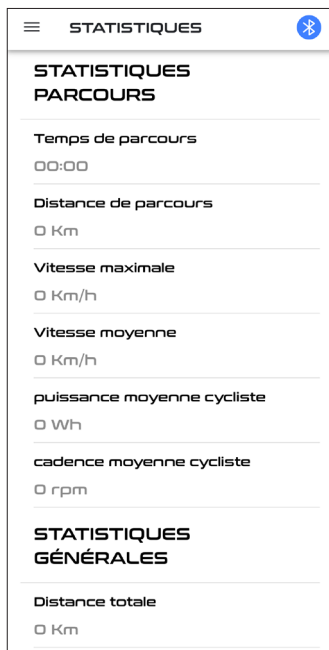 STATISTIQUES
STATISTIQUES
PARCOURS
Temps de parcours
00:00
Distance de parcours
0 Km
Vitesse maximale
0 Km/h
Vitesse moyenne
0 Km/h
puissance moyenne cycliste
0 Wh
cadence moyenne cycliste
0 rpm
STATISTIQUES
GÉNÉRALES
Distance totale
0 Km